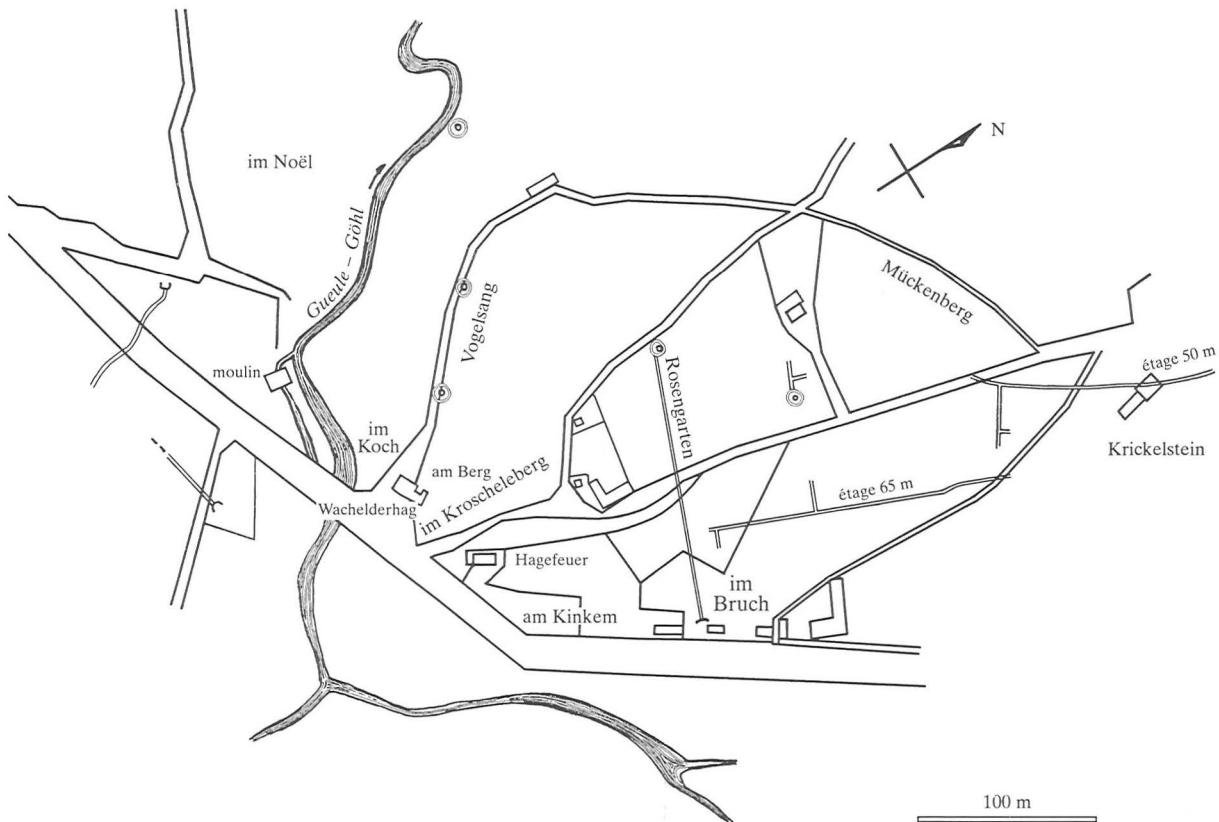 N
im Noël
Gueule – Göhl
Mückenberg
Vogelsang
Rosengarten
étage 50 m
moulin
im
Koch
Krickelstein
am Berg
im Kroscheleberg
étage 65 m
Wachelderhag
Hagefeuer
im
Bruch
am Kinkem
100 m